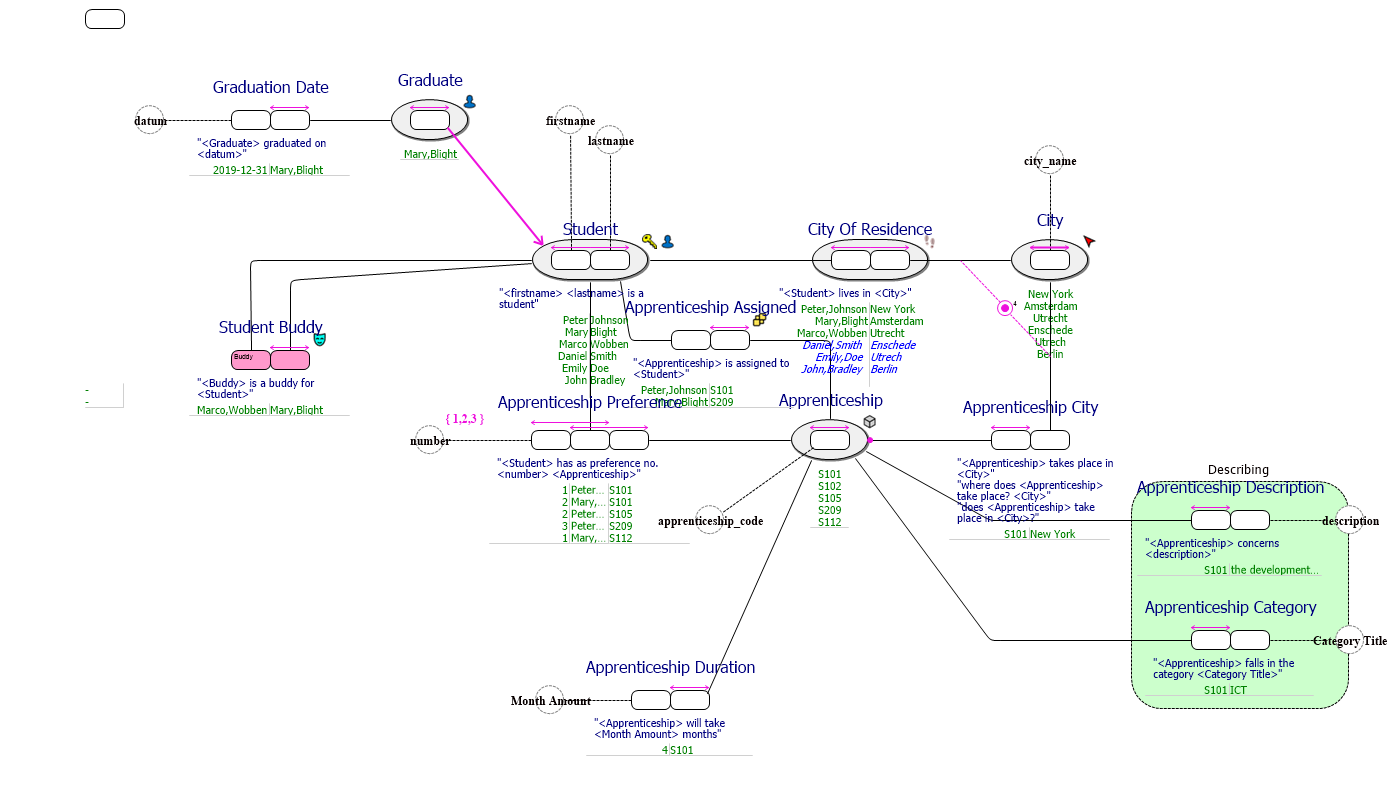 Graduation Date
Graduate
datum
"<Graduate> graduated on
<datum>"
2019-12-31 Mary,Blight
Mary,Blight
firstname
lastname
city_name
Student
City Of Residence
City
"<firstname> <lastname> is a
student"
Peter Johnson
Mary Blight
Marco Wobben
Daniel Smith
Emily Doe
John Bradley
"<Student> lives in <City>"
Peter,Johnson New York
Mary,Blight Amsterdam
Marco,Wobben Utrecht
Daniel,Smith Enschede
Emily,Doe Utrech
John,Bradley Berlin
New York
Amsterdam
Utrecht
Enschede
Utrech
Berlin
4
Student Buddy
Buddy
"<Buddy> is a buddy for
<Student>"
Marco,Wobben Mary,Blight
-
-
Apprenticeship Assigned
"<Apprenticeship> is assigned to
<Student>"
Peter,Johnson S101
Mary,Blight S209
Apprenticeship Preference
{ 1,2,3 }
number
"<Student> has as preference no.
<number> <Apprenticeship>"
1 Peter... S101
2 Mary,... S101
2 Peter... S105
3 Peter... S209
1 Mary,... S112
Apprenticeship
S101
S102
S105
S209
S112
apprenticeship_code
Apprenticeship City
"<Apprenticeship> takes place in
<City>"
"where does <Apprenticeship>
take place? <City>"
"does <Apprenticeship> take
place in <City>?"
S101 New York
Describing
Apprenticeship Description
description
"<Apprenticeship> concerns
<description>"
S101 the development...
Apprenticeship Category
Category Title
"<Apprenticeship> falls in the
category <Category Title>"
S101 ICT
Apprenticeship Duration
Month Amount
"<Apprenticeship> will take
<Month Amount> months"
4 S101